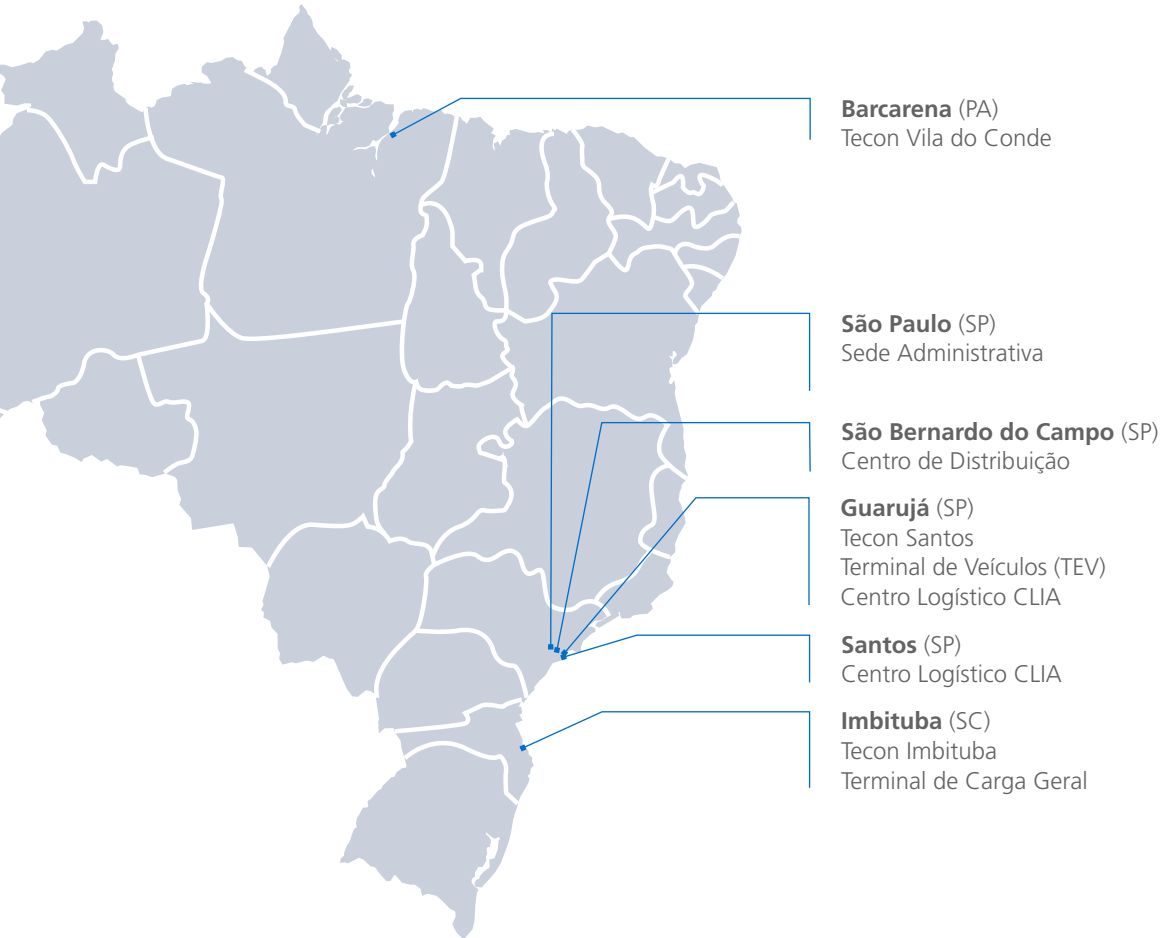 Barcarena (PA)
Tecon Vila do Conde
São Paulo (SP)
Sede Administrativa
São Bernardo do Campo (SP)
Centro de Distribuição
Guarujá (SP)
Tecon Santos
Terminal de Veículos (TEV)
Centro Logístico CLIA
Santos (SP)
Centro Logístico CLIA
Imbituba (SC)
Tecon Imbituba
Terminal de Carga Geral